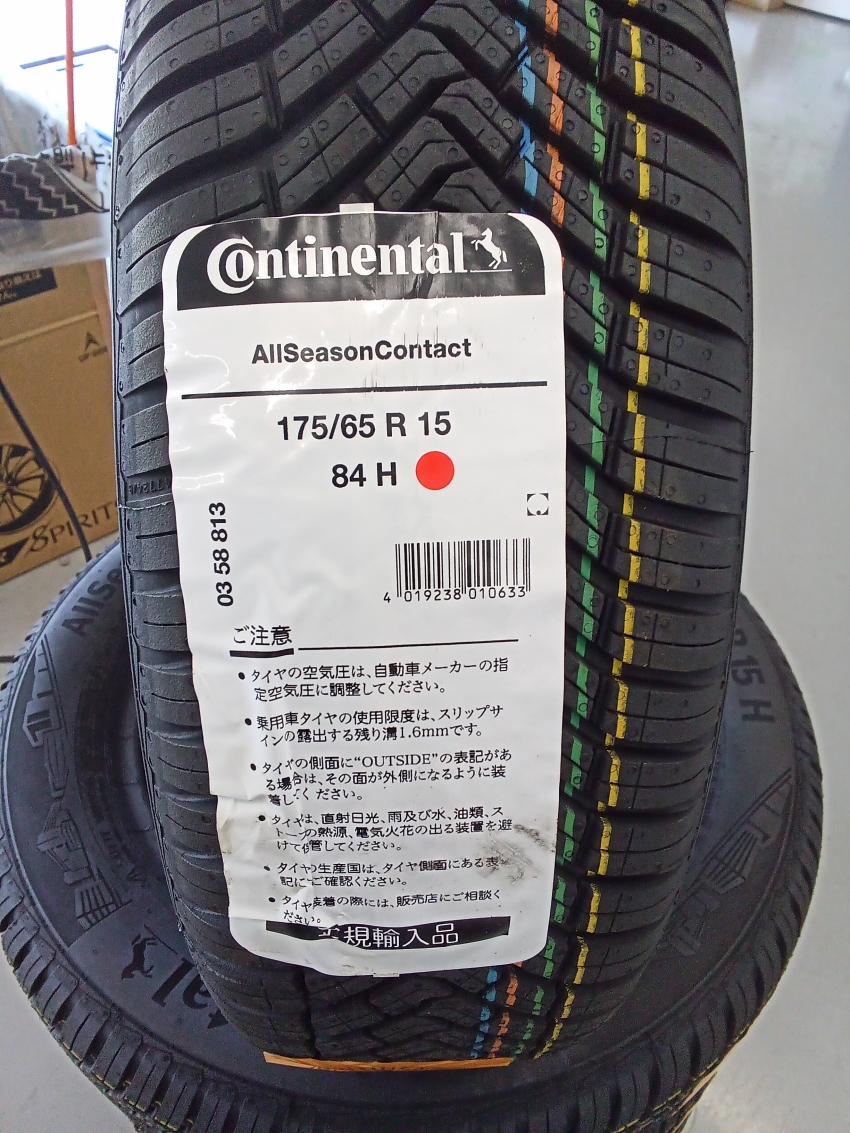 Continental
AllSeasonContact
175/65 R 15
84 H
03 58 813
4 019238 010633
ご注意
• タイヤの空気圧は、自動車メーカーの指
定空気圧に調整してください。
• 乗用車タイヤの使用限度は、スリップサ
インの露出する残り溝1.6mmです。
• タイヤの側面に“OUTSIDE”の表記があ
る場合は、その面が外側になるように装
着してください。
• タイヤは、直射日光、雨及び水、油類、ス
トーブの熱源、電気火花の出る装置を避
けて保管してください。
• タイヤの生産国は、タイヤ側面にある表
記にてご確認ください。
• タイヤ装着の際には、販売店にご相談く
ださい。
正規輸入品
SPIRIT
AllSe
R 15 H
tal